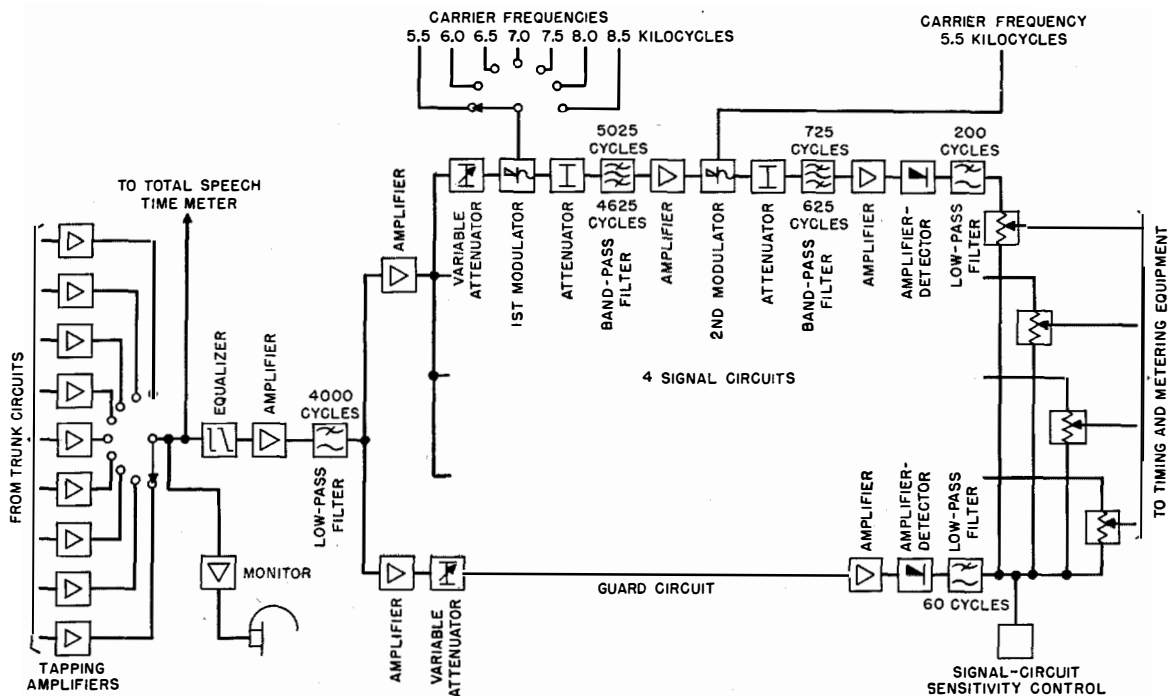 CARRIER FREQUENCIES
5.5 6.0 6.5 7.0 7.5 8.0 8.5 KILOCYCLES
CARRIER FREQUENCY
5.5 KILOCYCLES
TO TOTAL SPEECH
TIME METER
AMPLIFIER
VARIABLE
ATTENUATOR
1ST MODULATOR
ATTENUATOR
5025
CYCLES
4625
CYCLES
BAND-PASS
FILTER
AMPLIFIER
2ND MODULATOR
ATTENUATOR
725
CYCLES
625
CYCLES
BAND-PASS
FILTER
AMPLIFIER
AMPLIFIER-
DETECTOR
200
CYCLES
LOW-PASS
FILTER
FROM TRUNK CIRCUITS
EQUALIZER
AMPLIFIER
4000
CYCLES
LOW-PASS
FILTER
4 SIGNAL CIRCUITS
TO TIMING AND METERING EQUIPMENT
MONITOR
AMPLIFIER
VARIABLE
ATTENUATOR
GUARD CIRCUIT
AMPLIFIER
AMPLIFIER-
DETECTOR
LOW-PASS
FILTER
60 CYCLES
TAPPING
AMPLIFIERS
SIGNAL-CIRCUIT
SENSITIVITY CONTROL